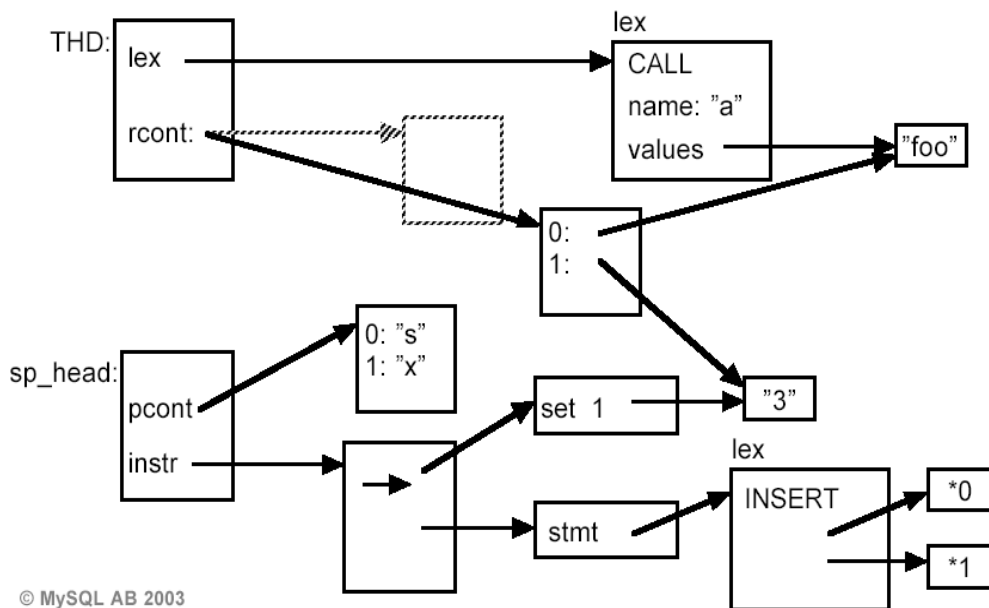 THD:
lex
rcont:
lex
CALL
name: ”a”
values
”foo”
0:
1:
sp_head:
pcont
instr
0: ”s”
1: ”x”
set 1
”3”
stmt
lex
INSERT
*0
*1
© MySQL AB 2003